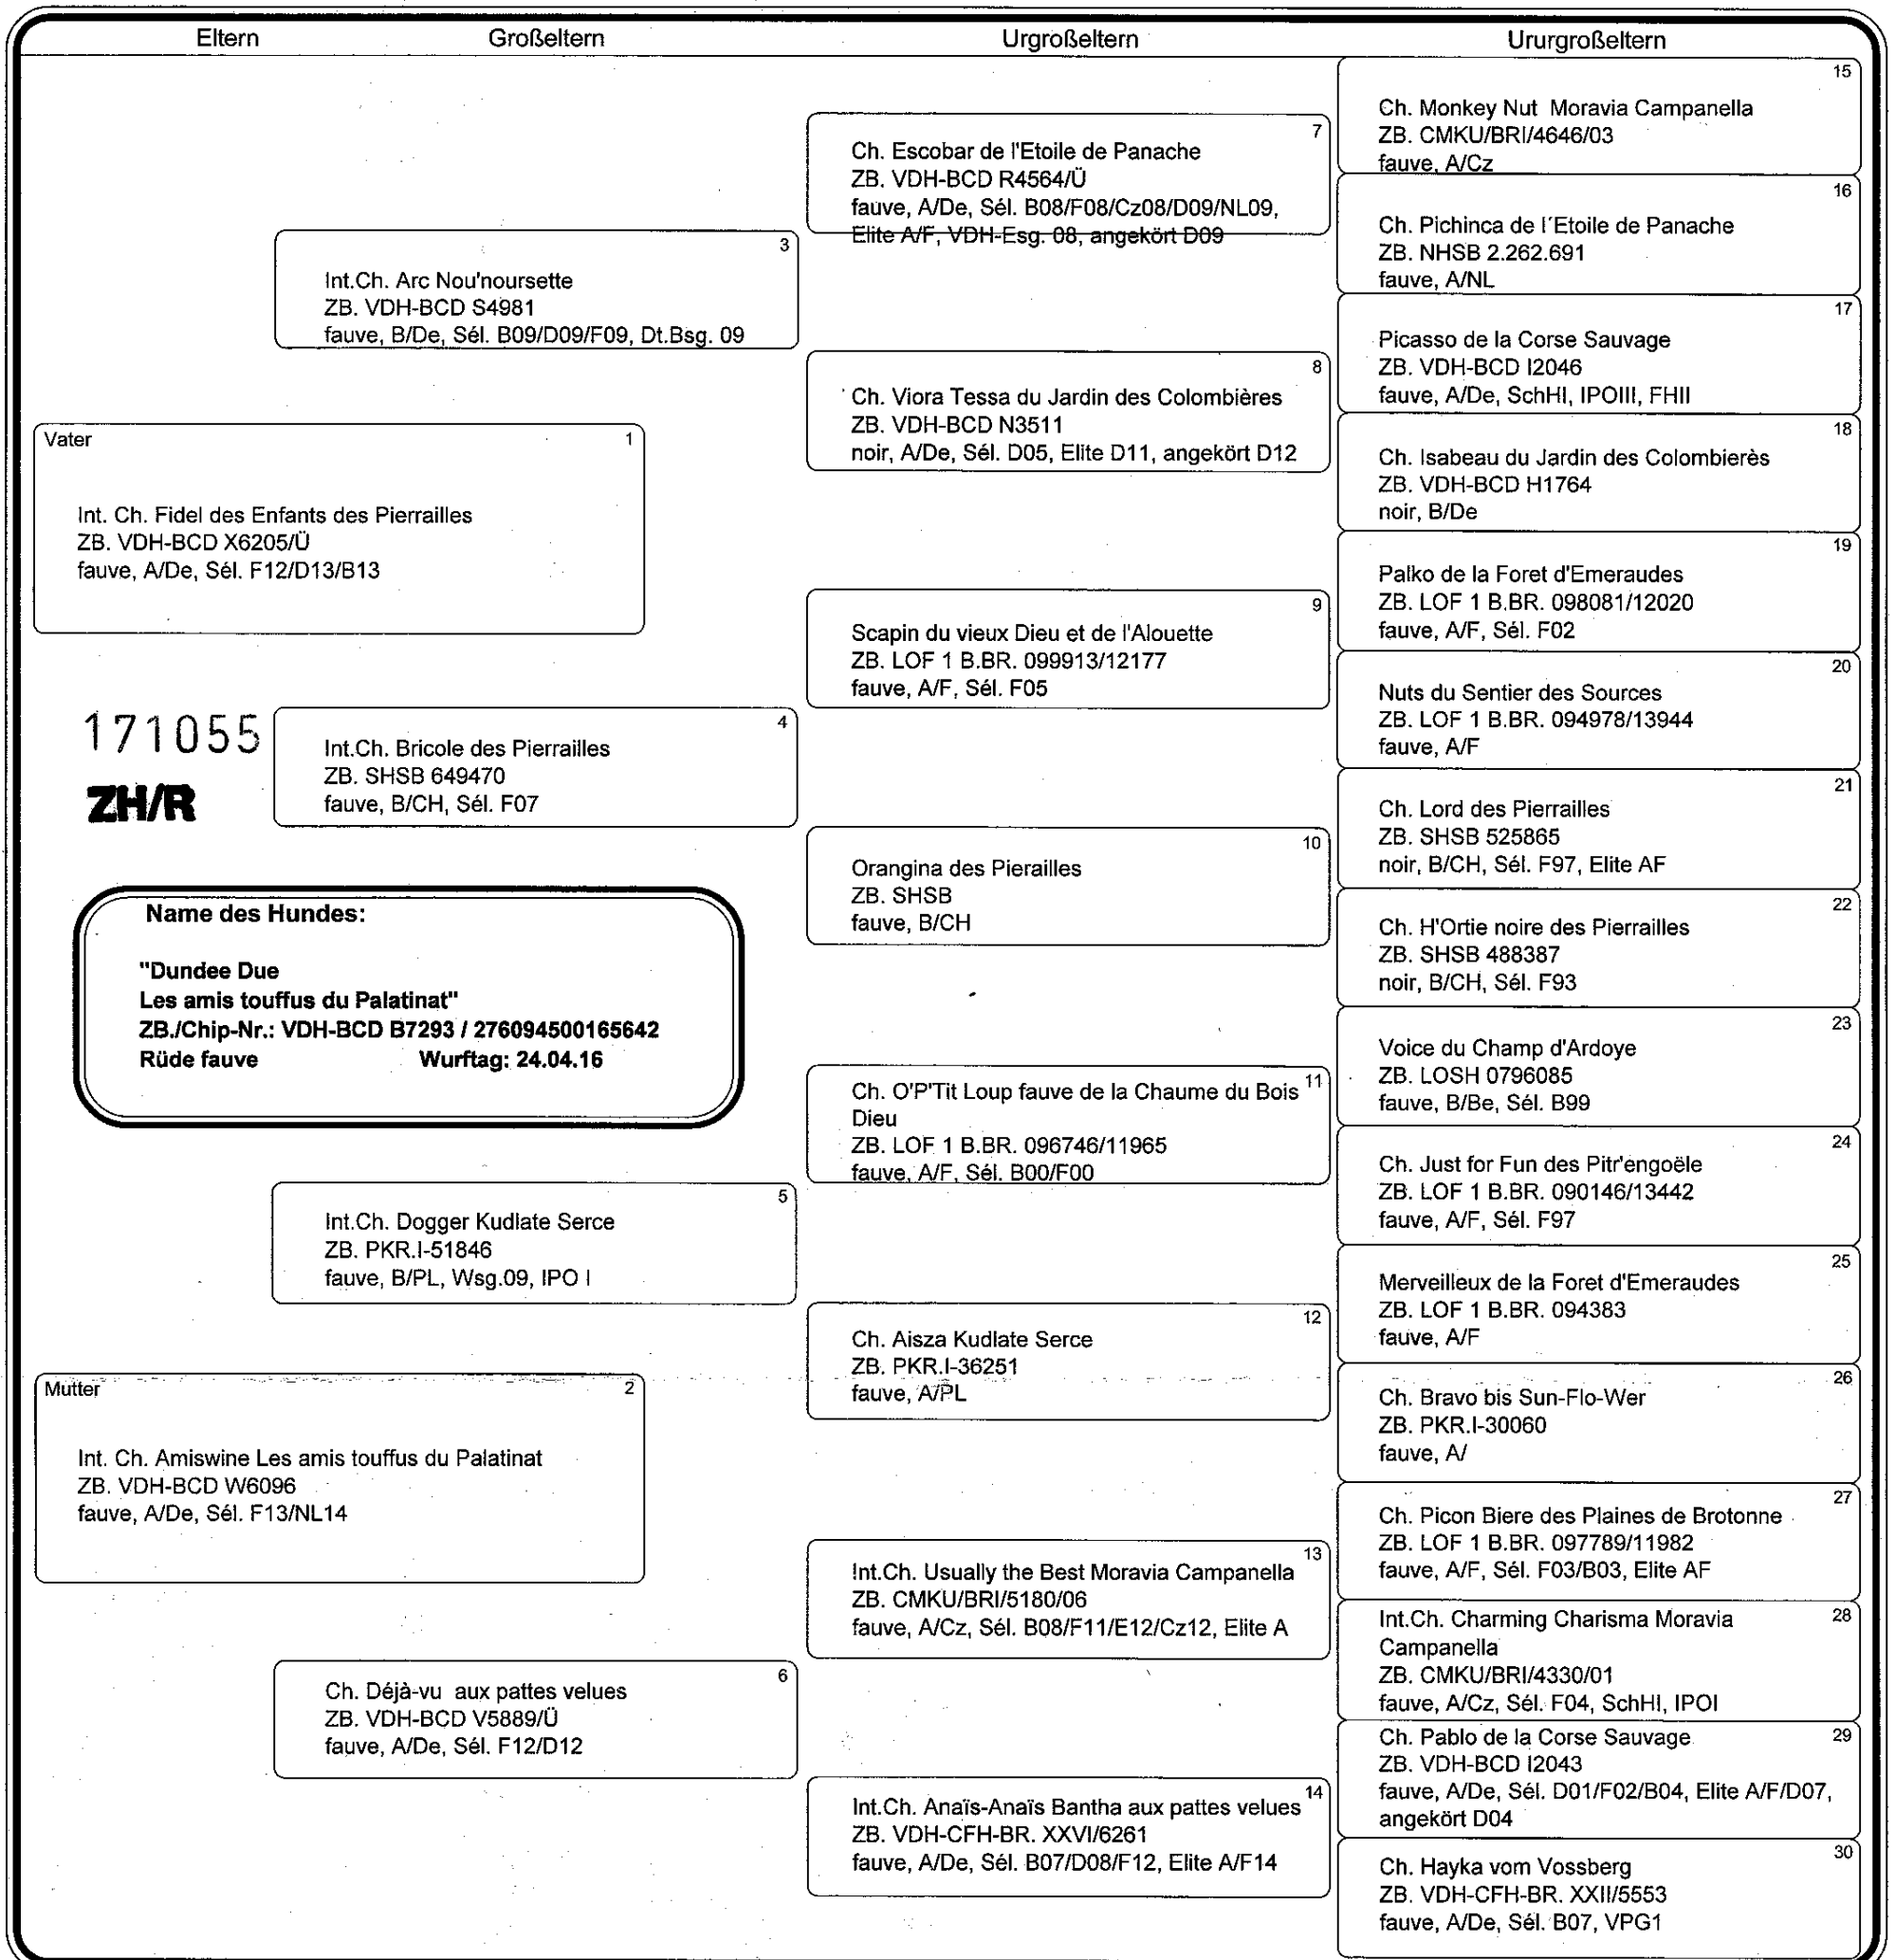 Eltern Großeltern Urgroßeltern Ururgroßeltern
Vater 1
Int. Ch. Fidel des Enfants des Pierrailles
ZB. VDH-BCD X6205/Ü
fauve, A/De, Sél. F12/D13/B13
171055
ZH/R
Name des Hundes:
"Dundee Due
Les amis touffus du Palatinat"
ZB./Chip-Nr.: VDH-BCD B7293 / 276094500165642
Rüde fauve Wurftag: 24.04.16
Mutter 2
Int. Ch. Amiswine Les amis touffus du Palatinat
ZB. VDH-BCD W6096
fauve, A/De, Sél. F13/NL14
3
Int.Ch. Arc Nou'noursette
ZB. VDH-BCD S4981
fauve, B/De, Sél. B09/D09/F09, Dt.Bsg. 09
4
Int.Ch. Bricole des Pierrailles
ZB. SHSB 649470
fauve, B/CH, Sél. F07
5
Int.Ch. Dogger Kudlate Serce
ZB. PKR.I-51846
fauve, B/PL, Wsg.09, IPO I
6
Ch. Déjà-vu aux pattes velues
ZB. VDH-BCD V5889/Ü
fauve, A/De, Sél. F12/D12
7
Ch. Escobar de l'Etoile de Panache
ZB. VDH-BCD R4564/Ü
fauve, A/De, Sél. B08/F08/Cz08/D09/NL09,
Elite A/F, VDH-Esg. 08, angekört D09
8
Ch. Viora Tessa du Jardin des Colombières
ZB. VDH-BCD N3511
noir, A/De, Sél. D05, Elite D11, angekört D12
9
Scapin du vieux Dieu et de l'Alouette
ZB. LOF 1 B.BR. 099913/12177
fauve, A/F, Sél. F05
10
Orangina des Pierailles
ZB. SHSB
fauve, B/CH
11
Ch. O'P'Tit Loup fauve de la Chaume du Bois
Dieu
ZB. LOF 1 B.BR. 096746/11965
fauve, A/F, Sél. B00/F00
12
Ch. Aisza Kudlate Serce
ZB. PKR.I-36251
fauve, A/PL
13
Int.Ch. Usually the Best Moravia Campanella
ZB. CMKU/BRI/5180/06
fauve, A/Cz, Sél. B08/F11/E12/Cz12, Elite A
14
Int.Ch. Anaïs-Anaïs Bantha aux pattes velues
ZB. VDH-CFH-BR. XXVI/6261
fauve, A/De, Sél. B07/D08/F12, Elite A/F14
15
Ch. Monkey Nut Moravia Campanella
ZB. CMKU/BRI/4646/03
fauve, A/Cz
16
Ch. Pichinca de l´Etoile de Panache
ZB. NHSB 2.262.691
fauve, A/NL
17
Picasso de la Corse Sauvage
ZB. VDH-BCD I2046
fauve, A/De, SchHI, IPOIII, FHII
18
Ch. Isabeau du Jardin des Colombierès
ZB. VDH-BCD H1764
noir, B/De
19
Palko de la Foret d'Emeraudes
ZB. LOF 1 B.BR. 098081/12020
fauve, A/F, Sél. F02
20
Nuts du Sentier des Sources
ZB. LOF 1 B.BR. 094978/13944
fauve, A/F
21
Ch. Lord des Pierrailles
ZB. SHSB 525865
noir, B/CH, Sél. F97, Elite AF
22
Ch. H'Ortie noire des Pierrailles
ZB. SHSB 488387
noir, B/CH, Sél. F93
23
Voice du Champ d'Ardoye
ZB. LOSH 0796085
fauve, B/Be, Sél. B99
24
Ch. Just for Fun des Pitr'engoële
ZB. LOF 1 B.BR. 090146/13442
fauve, A/F, Sél. F97
25
Merveilleux de la Foret d'Emeraudes
ZB. LOF 1 B.BR. 094383
fauve, A/F
26
Ch. Bravo bis Sun-Flo-Wer
ZB. PKR.I-30060
fauve, A/
27
Ch. Picon Biere des Plaines de Brotonne
ZB. LOF 1 B.BR. 097789/11982
fauve, A/F, Sél. F03/B03, Elite AF
28
Int.Ch. Charming Charisma Moravia
Campanella
ZB. CMKU/BRI/4330/01
fauve, A/Cz, Sél. F04, SchHI, IPOI
29
Ch. Pablo de la Corse Sauvage
ZB. VDH-BCD I2043
fauve, A/De, Sél. D01/F02/B04, Elite A/F/D07,
angekört D04
30
Ch. Hayka vom Vossberg
ZB. VDH-CFH-BR. XXII/5553
fauve, A/De, Sél. B07, VPG1